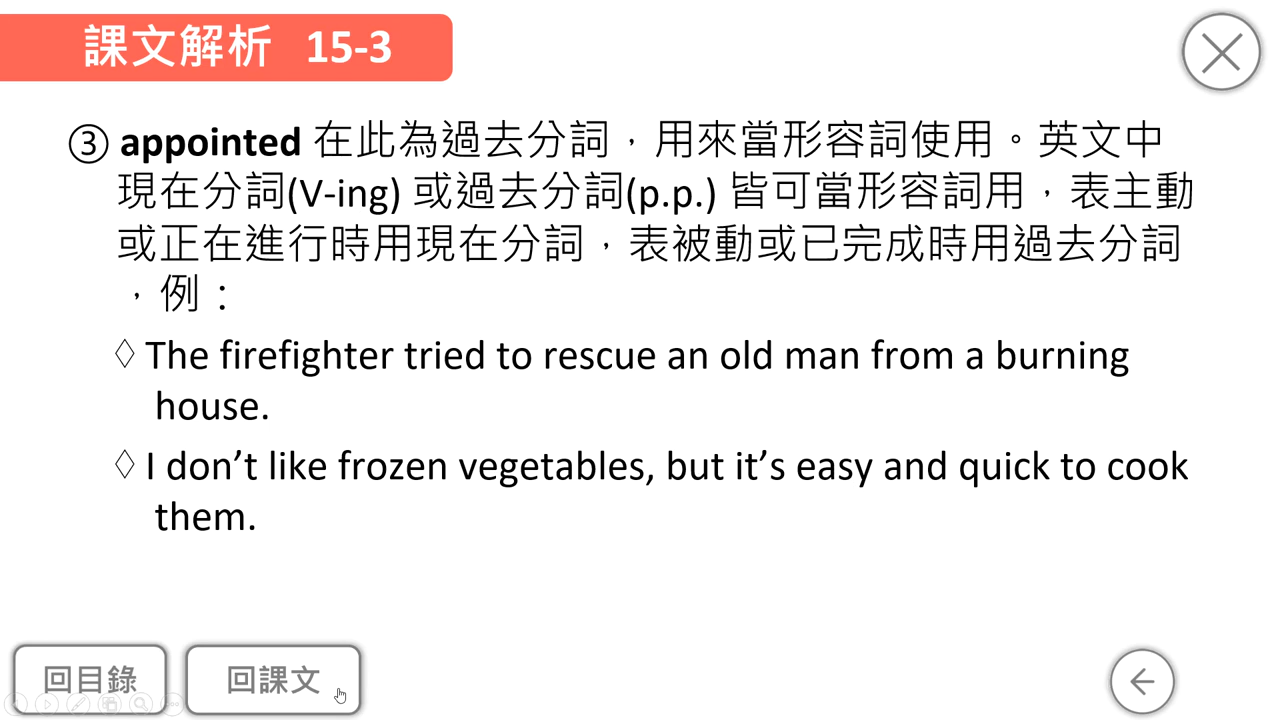 課文解析 15-3
③ appointed 在此為過去分詞，用來當形容詞使用。英文中
現在分詞(V-ing) 或過去分詞(p.p.) 皆可當形容詞用，表主動
或正在進行時用現在分詞，表被動或已完成時用過去分詞
，例：
◊ The firefighter tried to rescue an old man from a burning
house.
◊ I don’t like frozen vegetables, but it’s easy and quick to cook
them.
回目錄
回課文